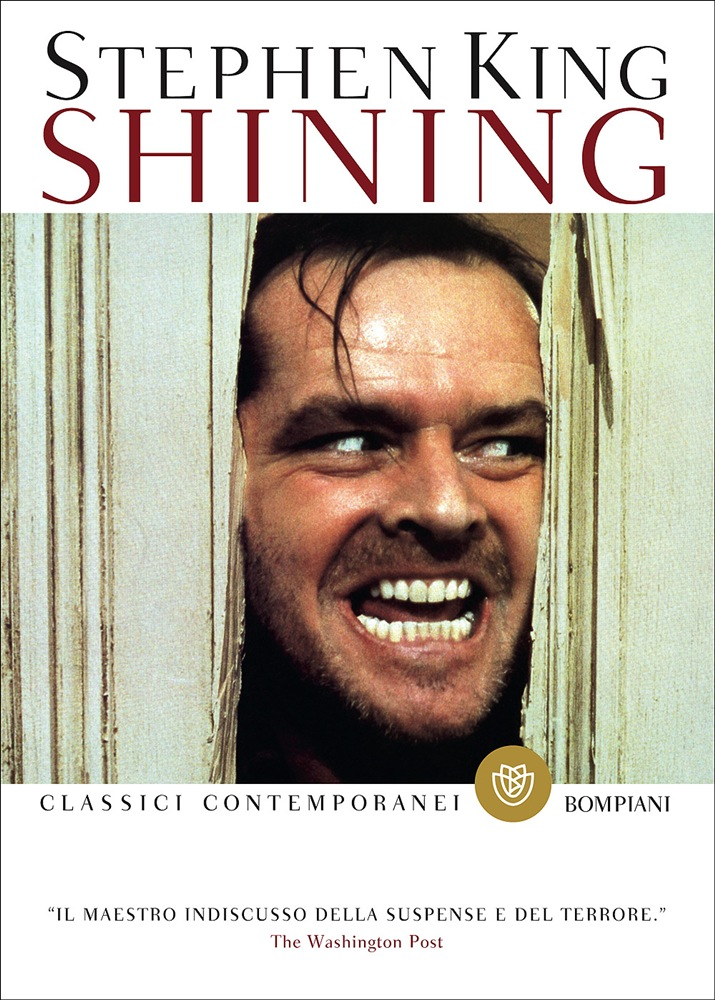 STEPHEN KING
SHINING
CLASSICI CONTEMPORANEI BOMPIANI
“IL MAESTRO INDISCUSSO DELLA SUSPENSE E DEL TERRORE.”
The Washington Post